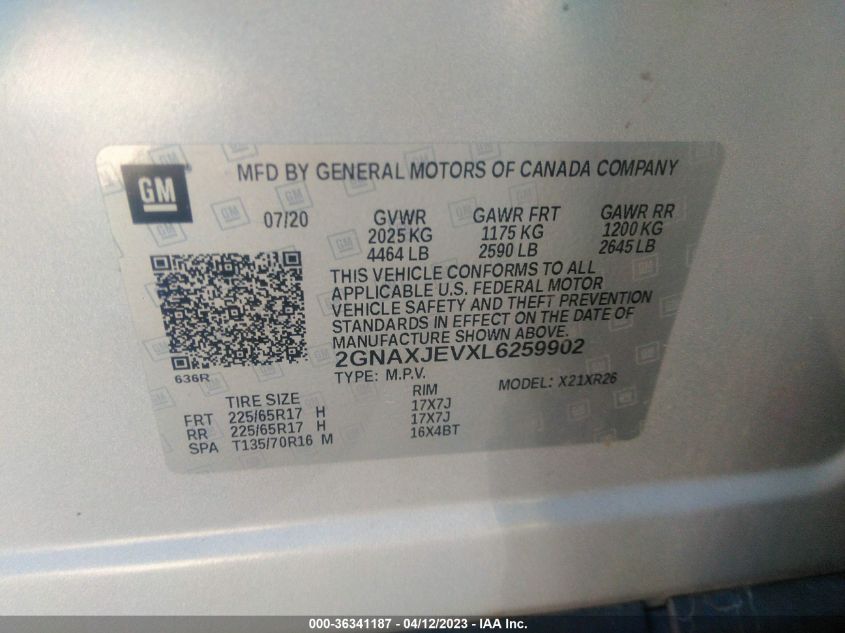 GM
MFD BY GENERAL MOTORS OF CANADA COMPANY
07/20 GVWR GAWR FRT GAWR RR
2025 KG 1175 KG 1200 KG
4464 LB 2590 LB 2645 LB
THIS VEHICLE CONFORMS TO ALL
APPLICABLE U.S. FEDERAL MOTOR
VEHICLE SAFETY AND THEFT PREVENTION
STANDARDS IN EFFECT ON THE DATE OF
MANUFACTURE SHOWN ABOVE.
2GNAXJEVXL6259902
636R
TYPE: M.P.V. MODEL: X21XR26
TIRE SIZE RIM
FRT 225/65R17 H 17X7J
RR 225/65R17 H 17X7J
SPA T135/70R16 M 16X4BT
000-36341187 - 04/12/2023 - IAA Inc.